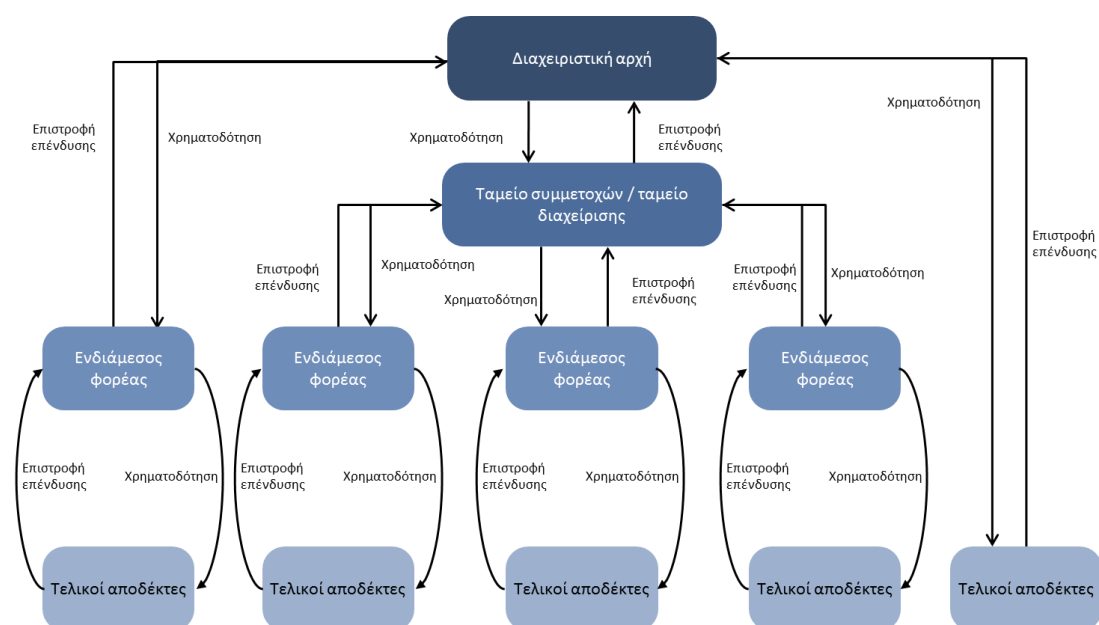 Διαχειριστική αρχή
Χρηματοδότηση
Επιστροφή
επένδυσης
Χρηματοδότηση
Χρηματοδότηση
Επιστροφή
επένδυσης
Ταμείο συμμετοχών / ταμείο
διαχείρισης
Επιστροφή
επένδυσης
Επιστροφή
επένδυσης
Χρηματοδότηση
Χρηματοδότηση
Επιστροφή
επένδυσης
Επιστροφή
επένδυσης
Χρηματοδότηση
Ενδιάμεσος
φορέας
Ενδιάμεσος
φορέας
Ενδιάμεσος
φορέας
Ενδιάμεσος
φορέας
Επιστροφή
επένδυσης
Χρηματοδότηση
Επιστροφή
επένδυσης
Χρηματοδότηση
Επιστροφή
επένδυσης
Χρηματοδότηση
Επιστροφή
επένδυσης
Χρηματοδότηση
Τελικοί αποδέκτες
Τελικοί αποδέκτες
Τελικοί αποδέκτες
Τελικοί αποδέκτες
Τελικοί αποδέκτες